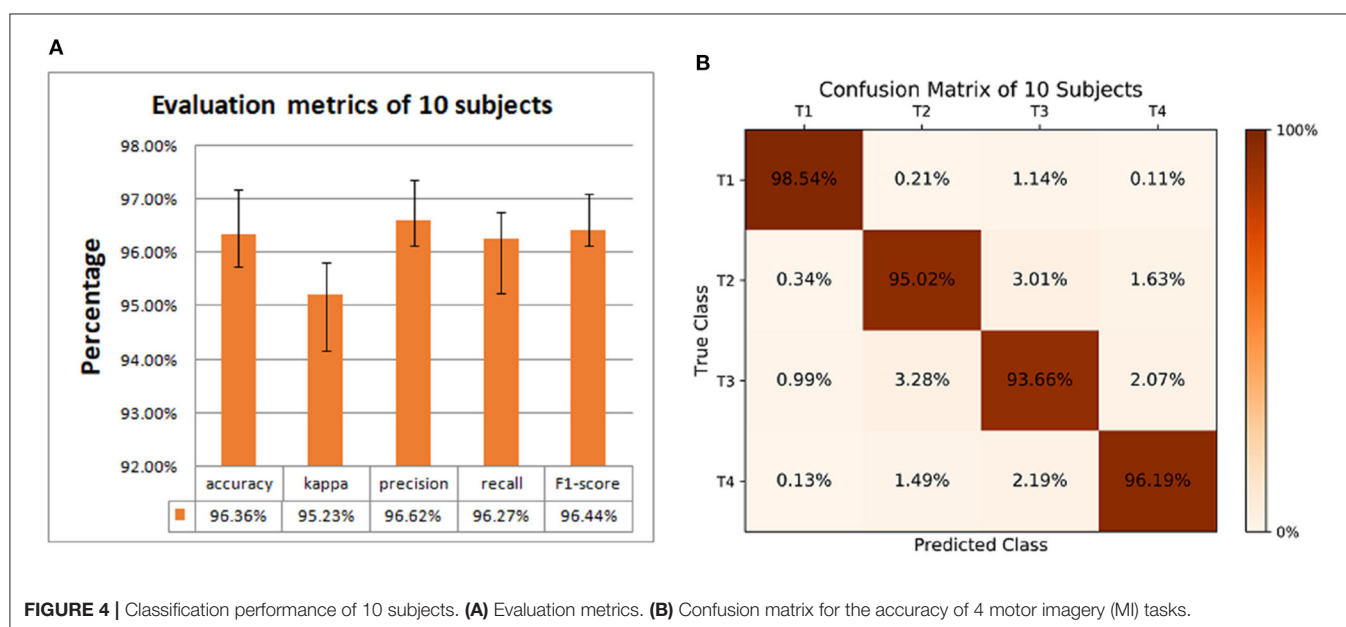 A
Evaluation metrics of 10 subjects
Percentage
98.00%
97.00%
96.00%
95.00%
94.00%
93.00%
92.00%
accuracy kappa precision recall F1-score
96.36% 95.23% 96.62% 96.27% 96.44%
B
Confusion Matrix of 10 Subjects
T1 T2 T3 T4
True Class
T1 98.54% 0.21% 1.14% 0.11%
T2 0.34% 95.02% 3.01% 1.63%
T3 0.99% 3.28% 93.66% 2.07%
T4 0.13% 1.49% 2.19% 96.19%
Predicted Class
100%
0%
FIGURE 4 | Classification performance of 10 subjects. (A) Evaluation metrics. (B) Confusion matrix for the accuracy of 4 motor imagery (MI) tasks.